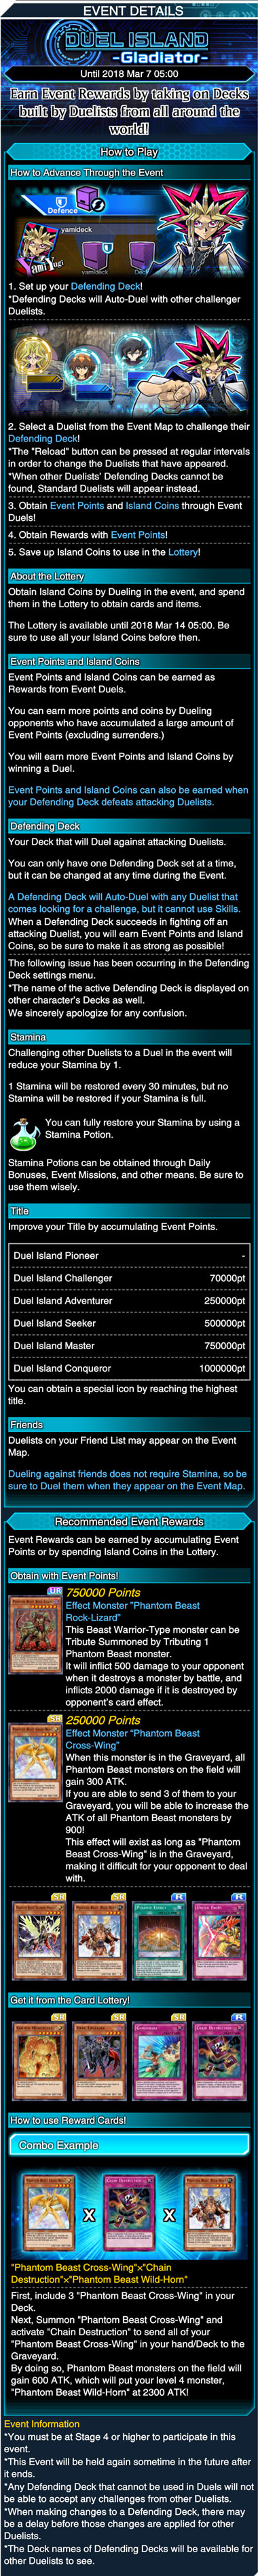 EVENT DETAILS
DUEL ISLAND
-Gladiator-
Until 2018 Mar 7 05:00
Earn Event Rewards by taking on Decks
built by Duelists from all around the
world!
How to Play
How to Advance Through the Event
Defence
yamideck
Yami Yugi
yamideck
1. Set up your Defending Deck!
*Defending Decks will Auto-Duel with other challenger
Duelists.
2. Select a Duelist from the Event Map to challenge their
Defending Deck!
*The "Reload" button can be pressed at regular intervals
in order to change the Duelists that have appeared.
*When other Duelists' Defending Decks cannot be
found, Standard Duelists will appear instead.
3. Obtain Event Points and Island Coins through Event
Duels!
4. Obtain Rewards with Event Points!
5. Save up Island Coins to use in the Lottery!
About the Lottery
Obtain Island Coins by Dueling in the event, and spend
them in the Lottery to obtain cards and items.
The Lottery is available until 2018 Mar 14 05:00. Be
sure to use all your Island Coins before then.
Event Points and Island Coins
Event Points and Island Coins can be earned as
Rewards from Event Duels.
You can earn more points and coins by Dueling
opponents who have accumulated a large amount of
Event Points (excluding surrenders.)
You will earn more Event Points and Island Coins by
winning a Duel.
Event Points and Island Coins can also be earned when
your Defending Deck defeats attacking Duelists.
Defending Deck
Your Deck that will Duel against attacking Duelists.
You can only have one Defending Deck set at a time,
but it can be changed at any time during the Event.
A Defending Deck will Auto-Duel with any Duelist that
comes looking for a challenge, but it cannot use Skills.
When a Defending Deck succeeds in fighting off an
attacking Duelist, you will earn Event Points and Island
Coins, so be sure to make it as strong as possible!
The following issue has been occurring in the Defending
Deck settings menu.
*The name of the active Defending Deck is displayed on
other character's Decks as well.
We sincerely apologize for any confusion.
Stamina
Challenging other Duelists to a Duel in the event will
reduce your Stamina by 1.
1 Stamina will be restored every 30 minutes, but no
Stamina will be restored if your Stamina is full.
You can fully restore your Stamina by using a
Stamina Potion.
Stamina Potions can be obtained through Daily
Bonuses, Event Missions, and other means. Be sure to
use them wisely.
Title
Improve your Title by accumulating Event Points.
Duel Island Pioneer -
Duel Island Challenger 70000pt
Duel Island Adventurer 250000pt
Duel Island Seeker 500000pt
Duel Island Master 750000pt
Duel Island Conqueror 1000000pt
You can obtain a special icon by reaching the highest
title.
Friends
Duelists on your Friend List may appear on the Event
Map.
Dueling against friends does not require Stamina, so be
sure to Duel them when they appear on the Event Map.
Recommended Event Rewards
Event Rewards can be earned by accumulating Event
Points or by spending Island Coins in the Lottery.
Obtain with Event Points!
UR
750000 Points
Effect Monster "Phantom Beast
Rock-Lizard"
This Beast Warrior-Type monster can be
Tribute Summoned by Tributing 1
Phantom Beast monster.
It will inflict 500 damage to your opponent
when it destroys a monster by battle, and
inflicts 2000 damage if it is destroyed by
opponent's card effect.
SR
250000 Points
Effect Monster "Phantom Beast
Cross-Wing"
When this monster is in the Graveyard, all
Phantom Beast monsters on the field will
gain 300 ATK.
If you are able to send 3 of them to your
Graveyard, you will be able to increase the
ATK of all Phantom Beast monsters by
900!
This effect will exist as long as "Phantom
Beast Cross-Wing" is in the Graveyard,
making it difficult for your opponent to deal
with.
SR
SR
R
R
Get it from the Card Lottery!
SR
SR
SR
R
How to use Reward Cards!
Combo Example
X
X
"Phantom Beast Cross-Wing"×"Chain
Destruction"×"Phantom Beast Wild-Horn"
First, include 3 "Phantom Beast Cross-Wing" in your
Deck.
Next, Summon "Phantom Beast Cross-Wing" and
activate "Chain Destruction" to send all of your
"Phantom Beast Cross-Wing" in your hand/Deck to the
Graveyard.
By doing so, Phantom Beast monsters on the field will
gain 600 ATK, which will put your level 4 monster,
"Phantom Beast Wild-Horn" at 2300 ATK!
Event Information
*You must be at Stage 4 or higher to participate in this
event.
*This Event will be held again sometime in the future after
it ends.
*Any Defending Deck that cannot be used in Duels will not
be able to accept any challenges from other Duelists.
*When making changes to a Defending Deck, there may
be a delay before those changes are applied for other
Duelists.
*The Deck names of Defending Decks will be available for
other Duelists to see.